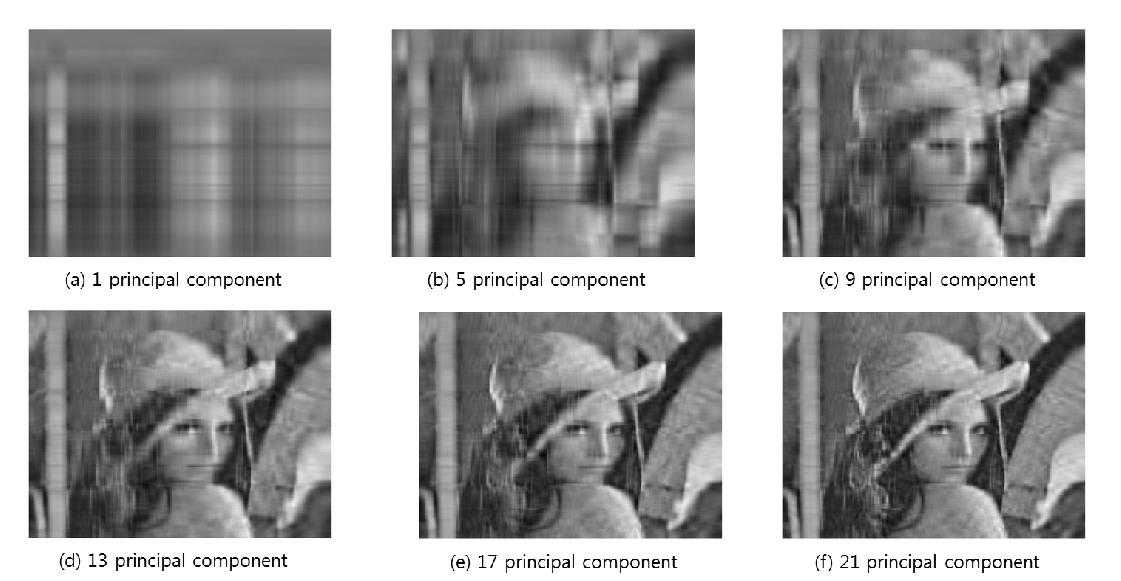 (a) 1 principal component
(b) 5 principal component
(c) 9 principal component
(d) 13 principal component
(e) 17 principal component
(f) 21 principal component